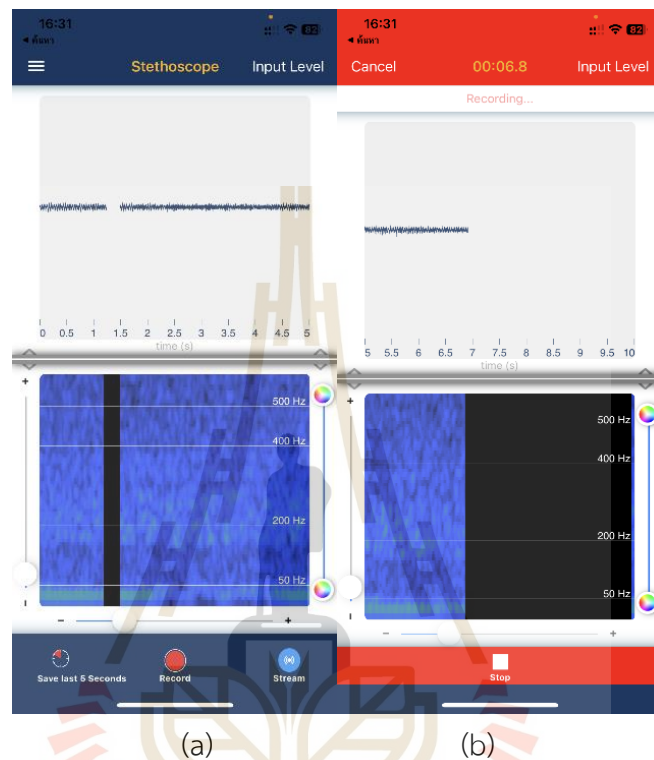 16:31
82
◄ ค้นหา
Stethoscope
Input Level
0 0.5 1 1.5 2 2.5 3 3.5 4 4.5 5
time (s)
+
500 Hz
400 Hz
200 Hz
50 Hz
-
- +
Save last 5 Seconds
Record
Stream
(a)
16:31
82
◄ ค้นหา
Cancel
00:06.8
Input Level
Recording...
5 5.5 6 6.5 7 7.5 8 8.5 9 9.5 10
time (s)
+
500 Hz
400 Hz
200 Hz
50 Hz
-
- +
Stop
(b)